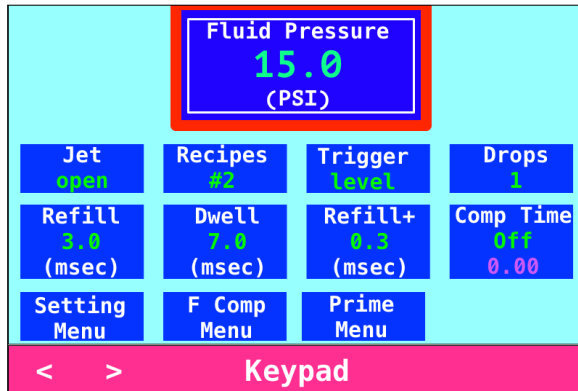 Fluid Pressure
15.0
(PSI)
Jet
open
Recipes
#2
Trigger
level
Drops
1
Refill
3.0
(msec)
Dwell
7.0
(msec)
Refill+
0.3
(msec)
Comp Time
Off
0.00
Setting
Menu
F Comp
Menu
Prime
Menu
< > Keypad